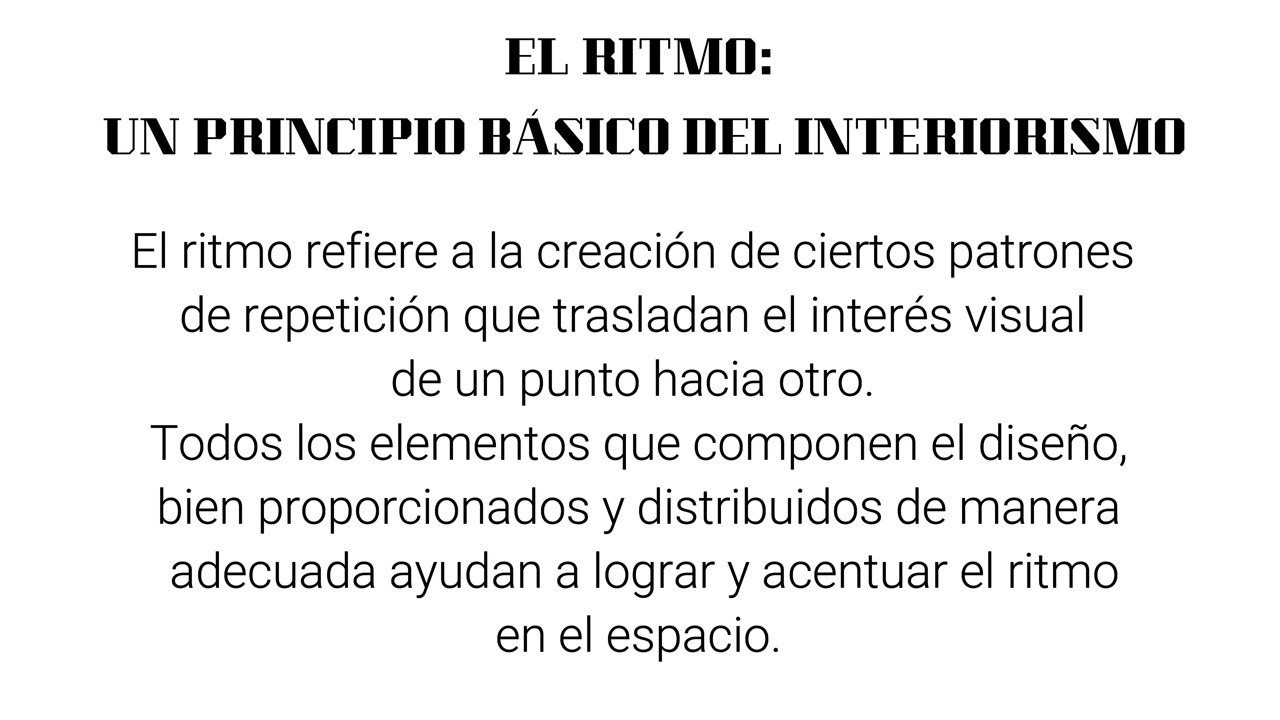 EL RITMO:
UN PRINCIPIO BÁSICO DEL INTERIORISMO
El ritmo refiere a la creación de ciertos patrones
de repetición que trasladan el interés visual
de un punto hacia otro.
Todos los elementos que componen el diseño,
bien proporcionados y distribuidos de manera
adecuada ayudan a lograr y acentuar el ritmo
en el espacio.